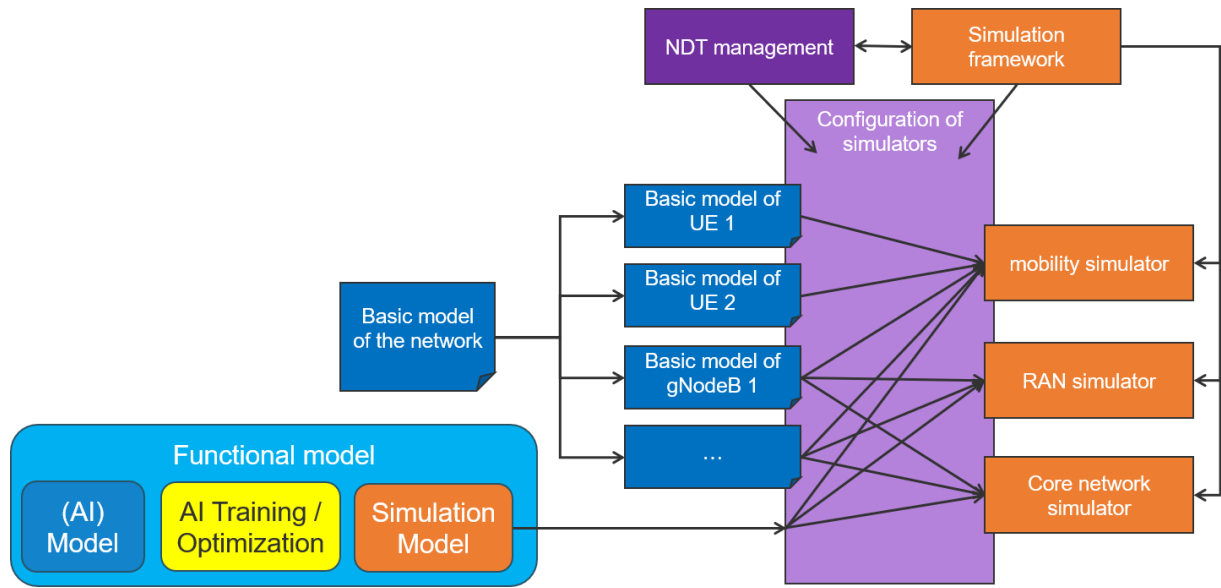 NDT management
Simulation
framework
Configuration of
simulators
Basic model of
UE 1
Basic model of
UE 2
mobility simulator
Basic model
of the network
Basic model of
gNodeB 1
RAN simulator
...
Functional model
(AI)
Model
AI Training /
Optimization
Simulation
Model
Core network
simulator